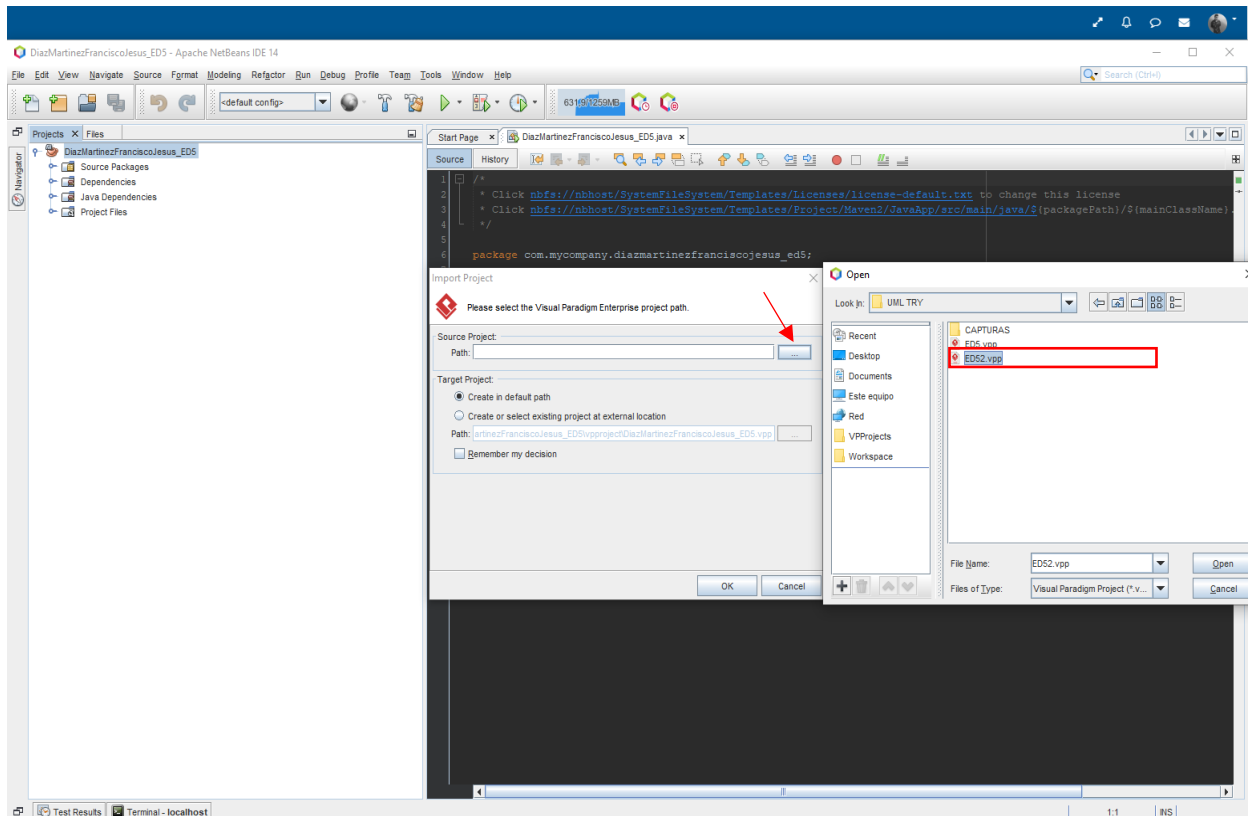 DiazMartinezFranciscoJesus_ED5 - Apache NetBeans IDE 14
File Edit View Navigate Source Format Modeling Refactor Run Debug Profile Team Tools Window Help
Search (Ctrl+I)
<default config>
Projects Files
Start Page DiazMartinezFranciscoJesus_ED5.java
Navigator
DiazMartinezFranciscoJesus_ED5
Source Packages
Dependencies
Java Dependencies
Project Files
Source History
1 /*
2 * Click nbfs://nbhost/SystemFileSystem/Templates/Licenses/license-default.txt to change this license
3 * Click nbfs://nbhost/SystemFileSystem/Templates/Project/Maven2/JavaApp/src/main/java/${packagePath}/${mainClassName}.
4 */
5
6 package com.mycompany.diazmartinezfranciscojesus_ed5;
Import Project
Please select the Visual Paradigm Enterprise project path.
Source Project:
Path:
...
Target Project:
Create in default path
Create or select existing project at external location
Path: artinezFranciscoJesus_ED5\vpproject\DiazMartinezFranciscoJesus_ED5.vpp
...
Remember my decision
OK Cancel
Open
Look In: UML TRY
Recent
Desktop
Documents
Este equipo
Red
VPProjects
Workspace
CAPTURAS
ED5.vpp
ED52.vpp
File Name: ED52.vpp Open
Files of Type: Visual Paradigm Project (*.v... Cancel
Test Results Terminal - localhost
1:1 INS